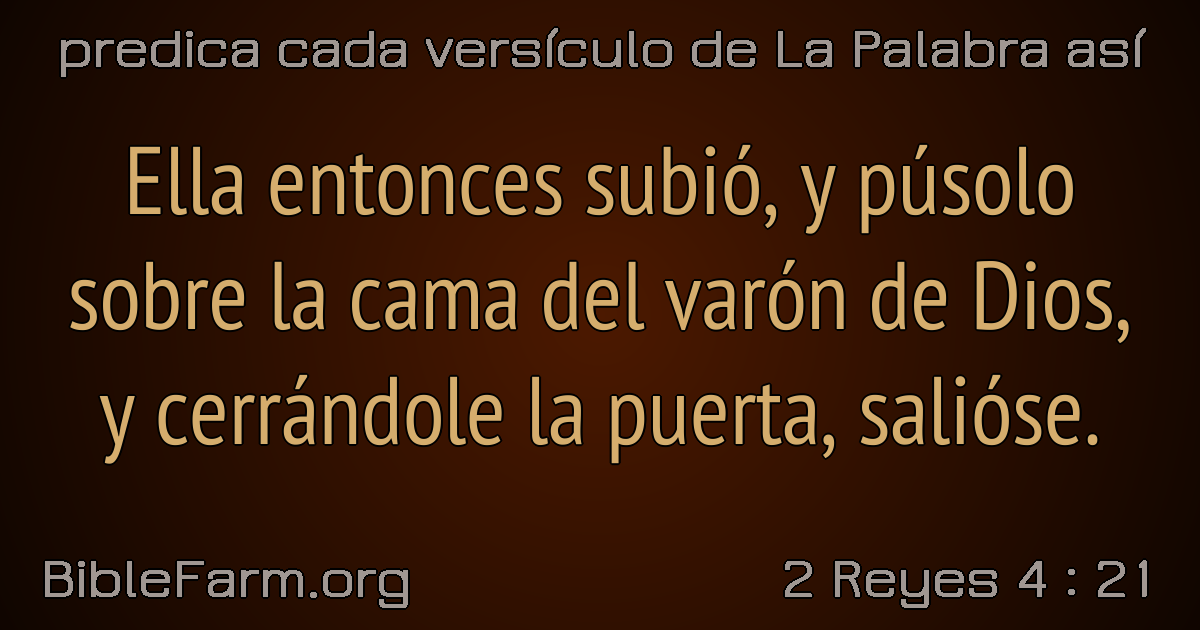 predica cada versículo de La Palabra así
Ella entonces subió, y púsolo
sobre la cama del varón de Dios,
y cerrándole la puerta, salióse.
BibleFarm.org
2 Reyes 4 : 21